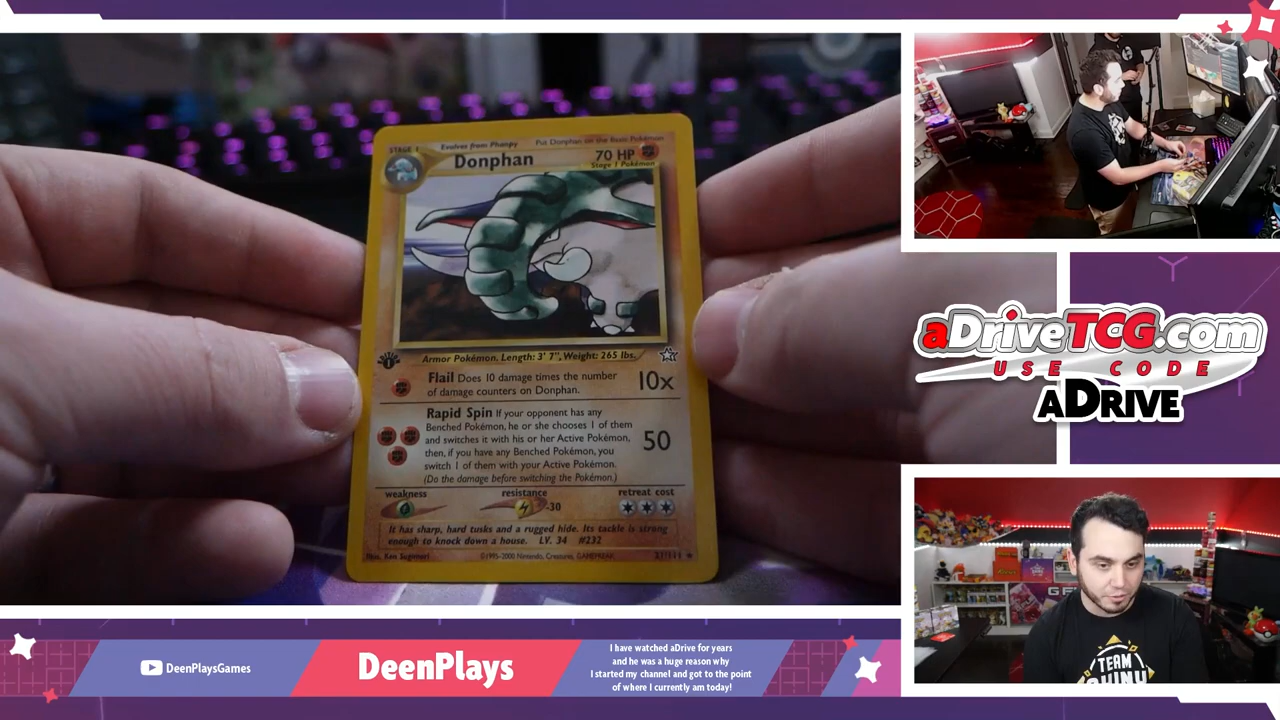 STAGE 1 Evolves from Phanpy Put Donphan on the Basic Pokémon
Donphan 70 HP
Stage 1 Pokémon
Armor Pokémon. Length: 3' 7", Weight: 265 lbs.
Flail Does 10 damage times the number
of damage counters on Donphan.
10x
Rapid Spin If your opponent has any
Benched Pokémon, he or she chooses 1 of them
and switches it with his or her Active Pokémon,
then, if you have any Benched Pokémon, you
switch 1 of them with your Active Pokémon.
(Do the damage before switching the Pokémon.)
50
weakness resistance retreat cost
-30
It has sharp, hard tusks and a rugged hide. Its tackle is strong
enough to knock down a house. LV. 34 #232
Illus. Ken Sugimori ©1995-2000 Nintendo, Creatures, GAMEFREAK 21/111
aDriveTCG.com
USE CODE
aDRIVE
TEAM
DeenPlaysGames
DeenPlays
I have watched aDrive for years
and he was a huge reason why
I started my channel and got to the point
of where I currently am today!